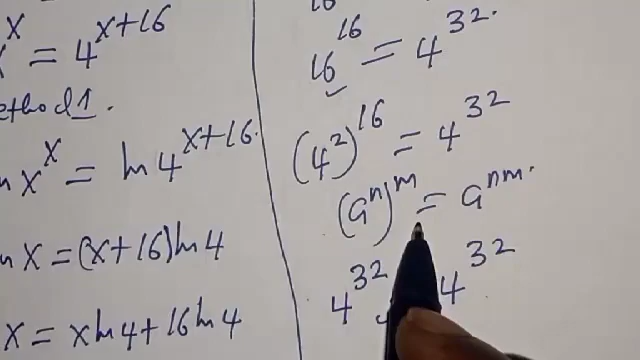 x^x = 4^{x+16}
ethod 1.
n x^x = ln 4^{x+16}.
n x = (x+16) ln 4
x = x ln 4 + 16 ln 4
16
16^{16} = 4^{32}.
(4^2)^{16} = 4^{32}
(a^n)^m = a^{nm}.
4^{32} 4^{32}